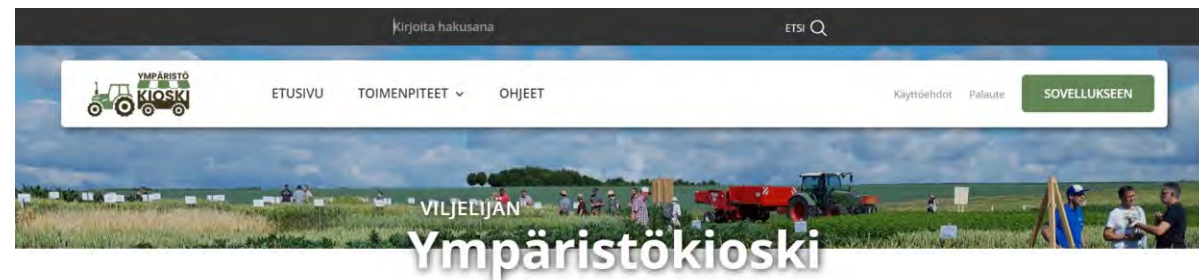 Kirjoita hakusana
ETSI
YMPÄRISTÖ
KIOSKI
ETUSIVU
TOIMENPITEET
OHJEET
Käyttöehdot
Palaute
SOVELLUKSEEN
VILJELIJÄN
Ympäristökioski